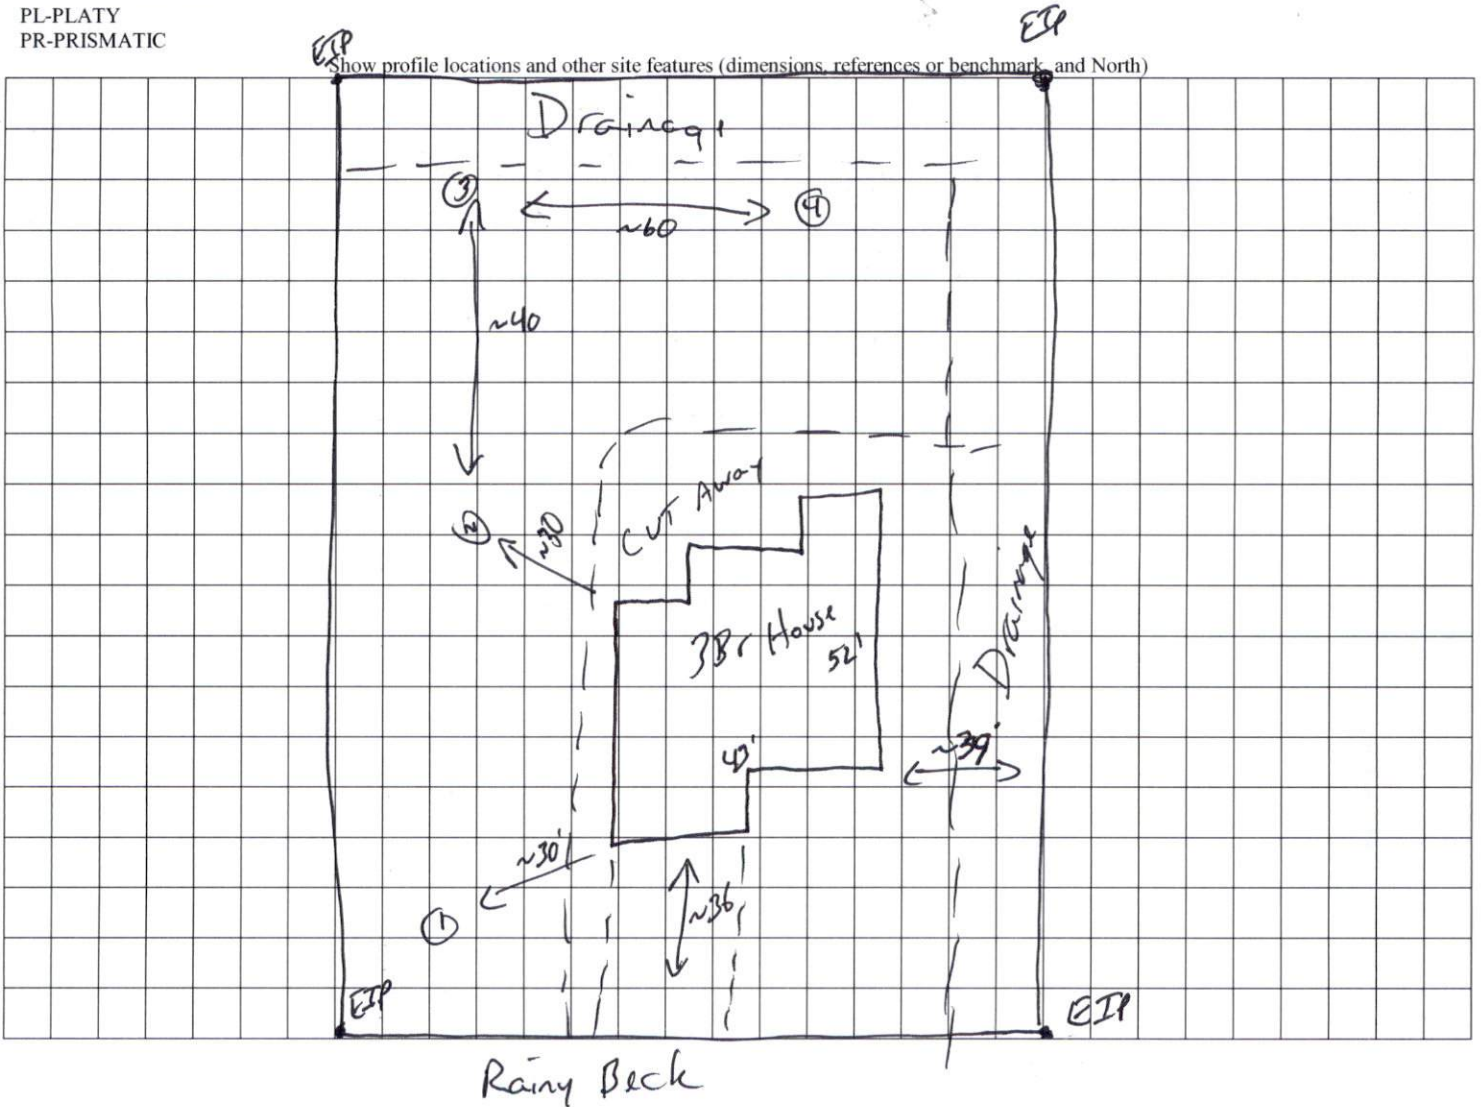 PL-PLATY
PR-PRISMATIC
EIP
EIP
Show profile locations and other site features (dimensions, references or benchmark, and North)
Drainage
3
4
~60
~40
CUT Away
2
~30
Drainage
3Br House
52'
43'
~39'
~30'
~36
1
EIP
EIP
Rainy Beck